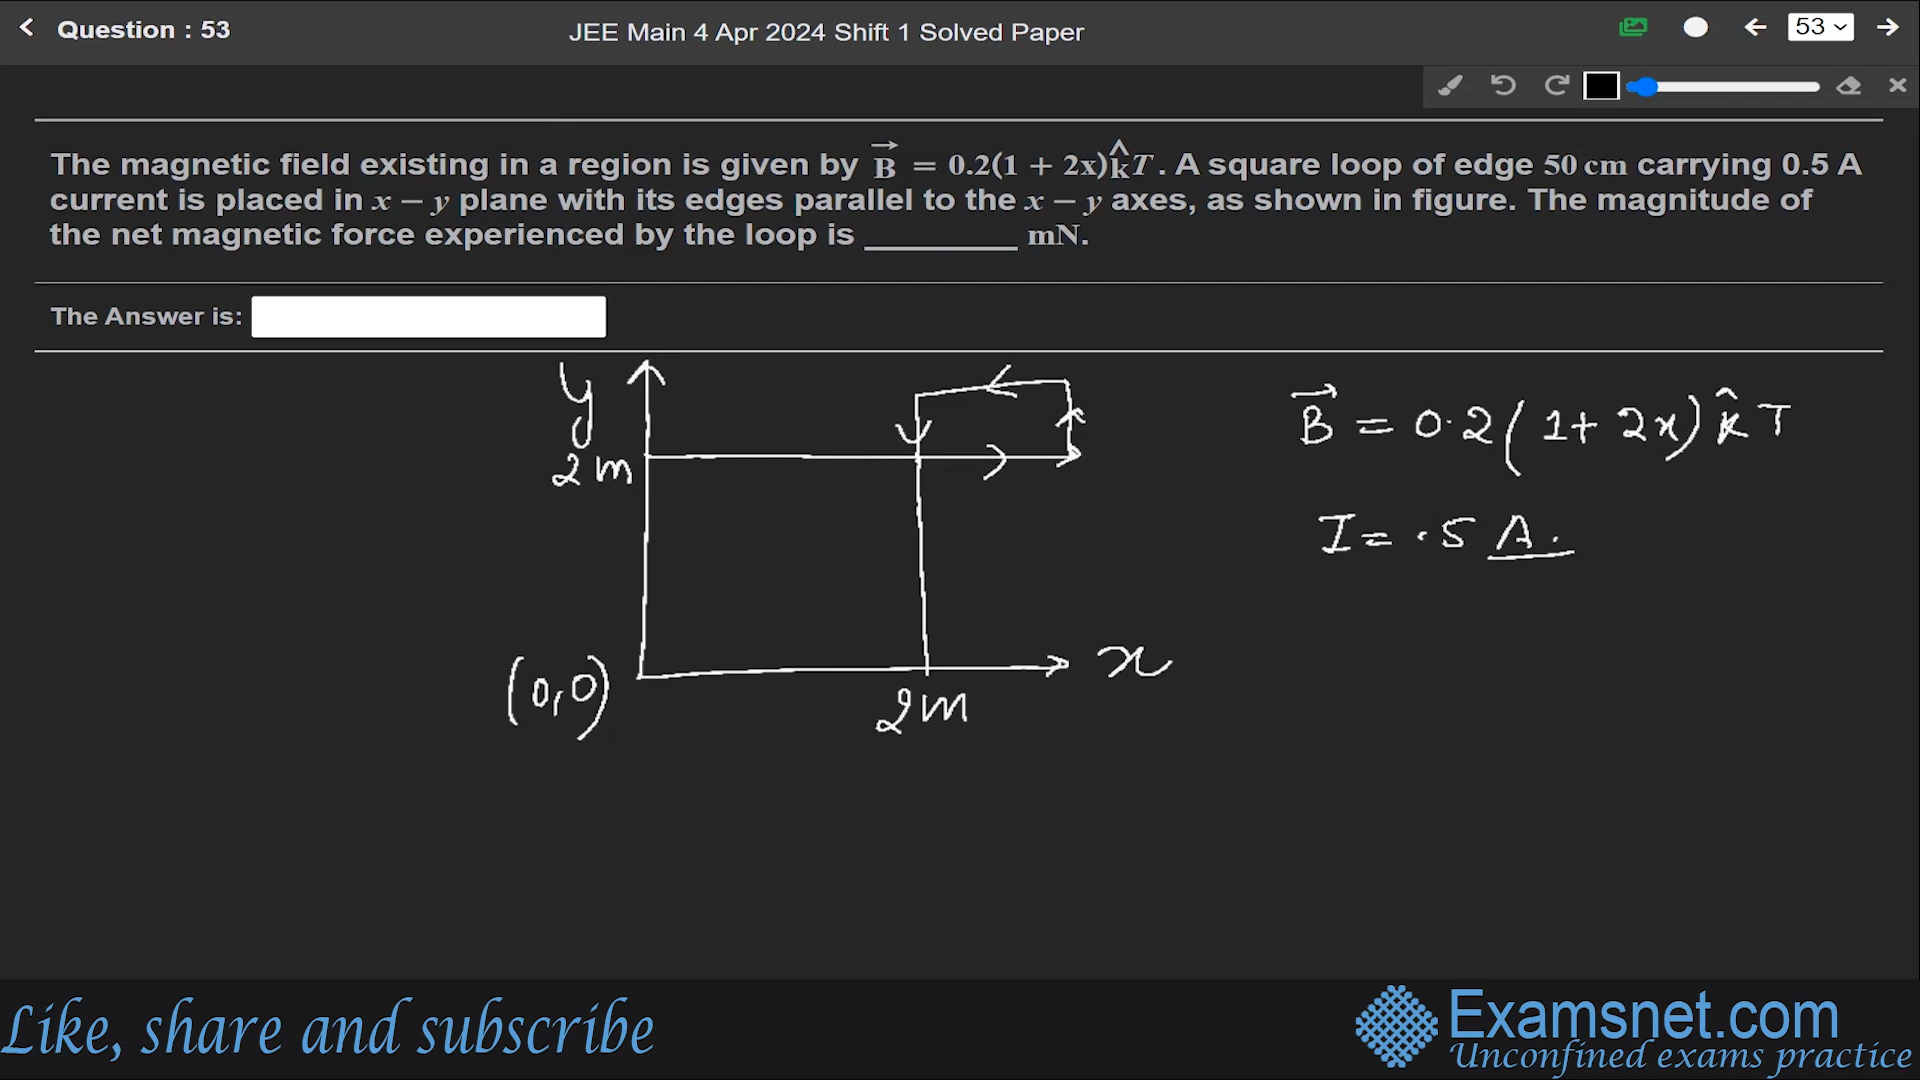 Question : 53
JEE Main 4 Apr 2024 Shift 1 Solved Paper
53
The magnetic field existing in a region is given by B⃗ = 0.2(1 + 2x)k̂T. A square loop of edge 50 cm carrying 0.5 A
current is placed in x − y plane with its edges parallel to the x − y axes, as shown in figure. The magnitude of
the net magnetic force experienced by the loop is _________ mN.
The Answer is:
y
2 m
B⃗ = 0.2(1 + 2x) k̂ T
I = .5 A.
x
(0,0)
2m
Like, share and subscribe
Examsnet.com
Unconfined exams practice